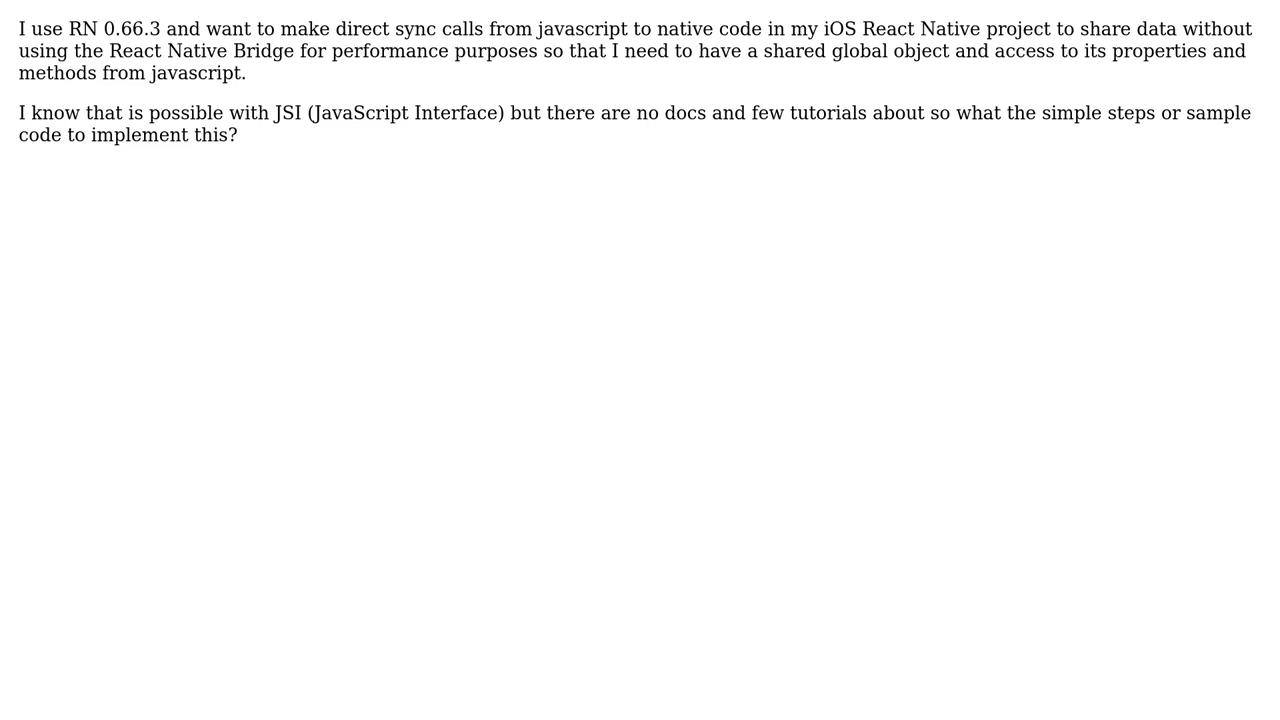 I use RN 0.66.3 and want to make direct sync calls from javascript to native code in my iOS React Native project to share data without
using the React Native Bridge for performance purposes so that I need to have a shared global object and access to its properties and
methods from javascript.
I know that is possible with JSI (JavaScript Interface) but there are no docs and few tutorials about so what the simple steps or sample
code to implement this?